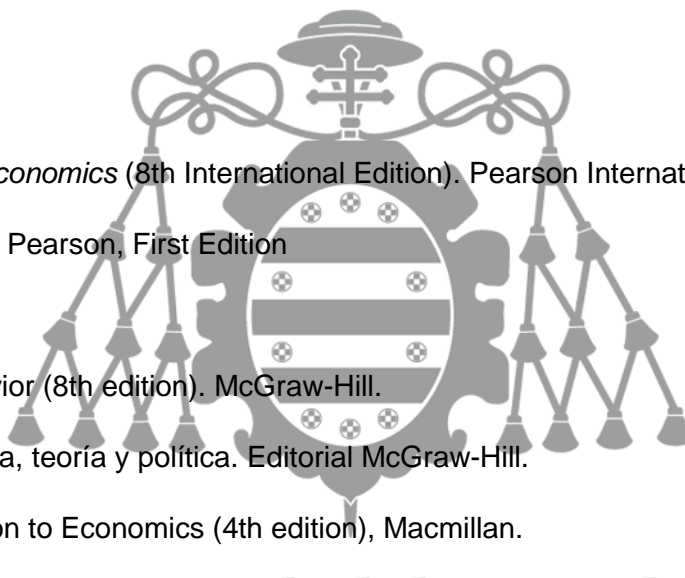 conomics (8th International Edition). Pearson Internat
Pearson, First Edition
vior (8th edition). McGraw-Hill.
a, teoría y política. Editorial McGraw-Hill.
on to Economics (4th edition), Macmillan.